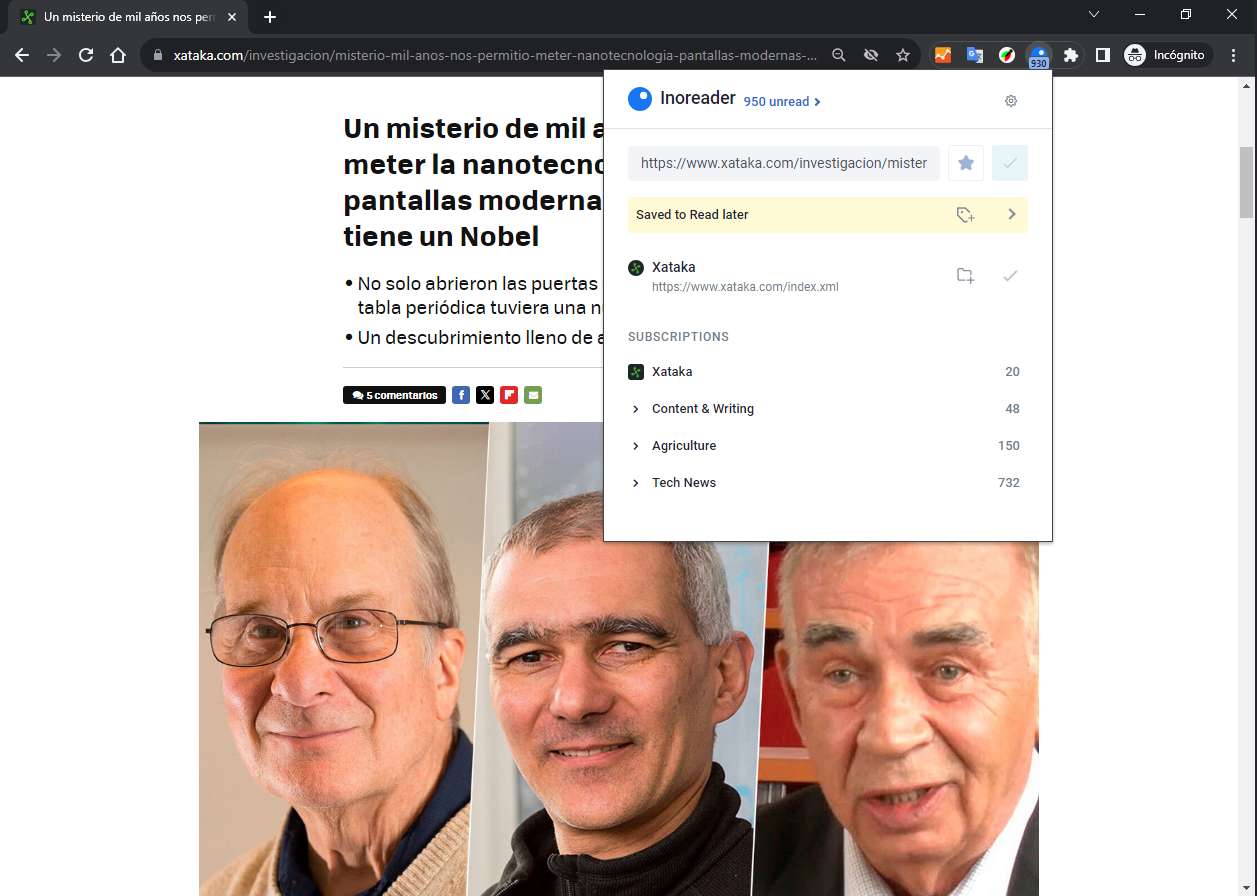 Un misterio de mil años nos per
xataka.com/investigacion/misterio-mil-anos-nos-permitio-meter-nanotecnologia-pantallas-modernas-...
930
Incógnito
Un misterio de mil a
meter la nanotecno
pantallas moderna
tiene un Nobel
• No solo abrieron las puertas
tabla periódica tuviera una n
• Un descubrimiento lleno de a
5 comentarios
Inoreader 950 unread
https://www.xataka.com/investigacion/mister
Saved to Read later
Xataka
https://www.xataka.com/index.xml
SUBSCRIPTIONS
Xataka 20
Content & Writing 48
Agriculture 150
Tech News 732